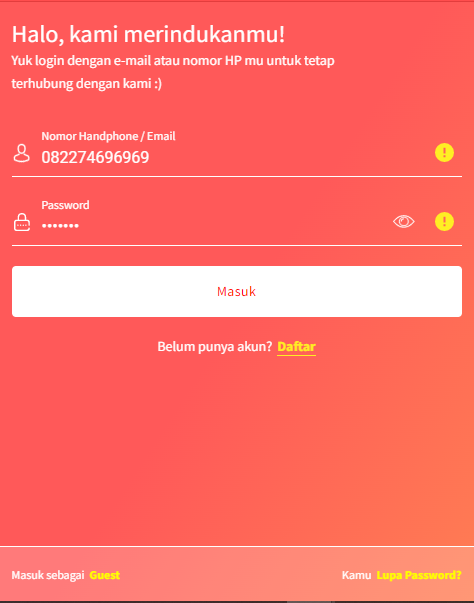 Halo, kami merindukanmu!
Yuk login dengan e-mail atau nomor HP mu untuk tetap
terhubung dengan kami :)
Nomor Handphone / Email
082274696969
Password
•••••••
Masuk
Belum punya akun? Daftar
Masuk sebagai Guest
Kamu Lupa Password?